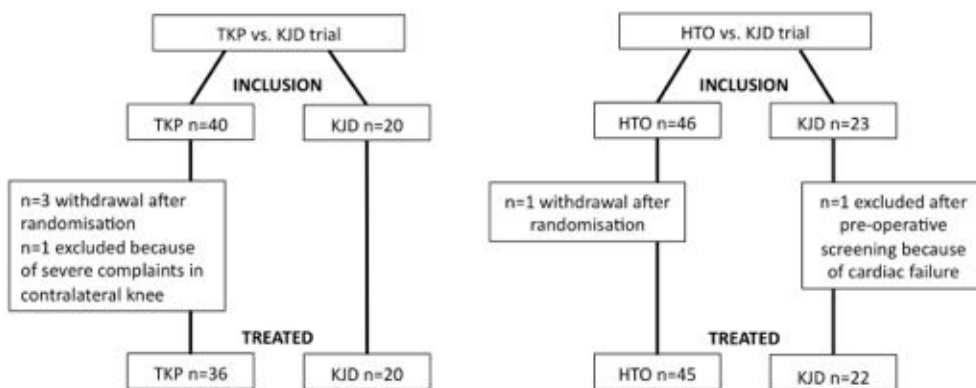 TKP vs. KJD trial
INCLUSION
TKP n=40
KJD n=20
n=3 withdrawal after
randomisation
n=1 excluded because
of severe complaints in
contralateral knee
TREATED
TKP n=36
KJD n=20
HTO vs. KJD trial
INCLUSION
HTO n=46
KJD n=23
n=1 withdrawal after
randomisation
n=1 excluded after
pre-operative
screening because
of cardiac failure
TREATED
HTO n=45
KJD n=22